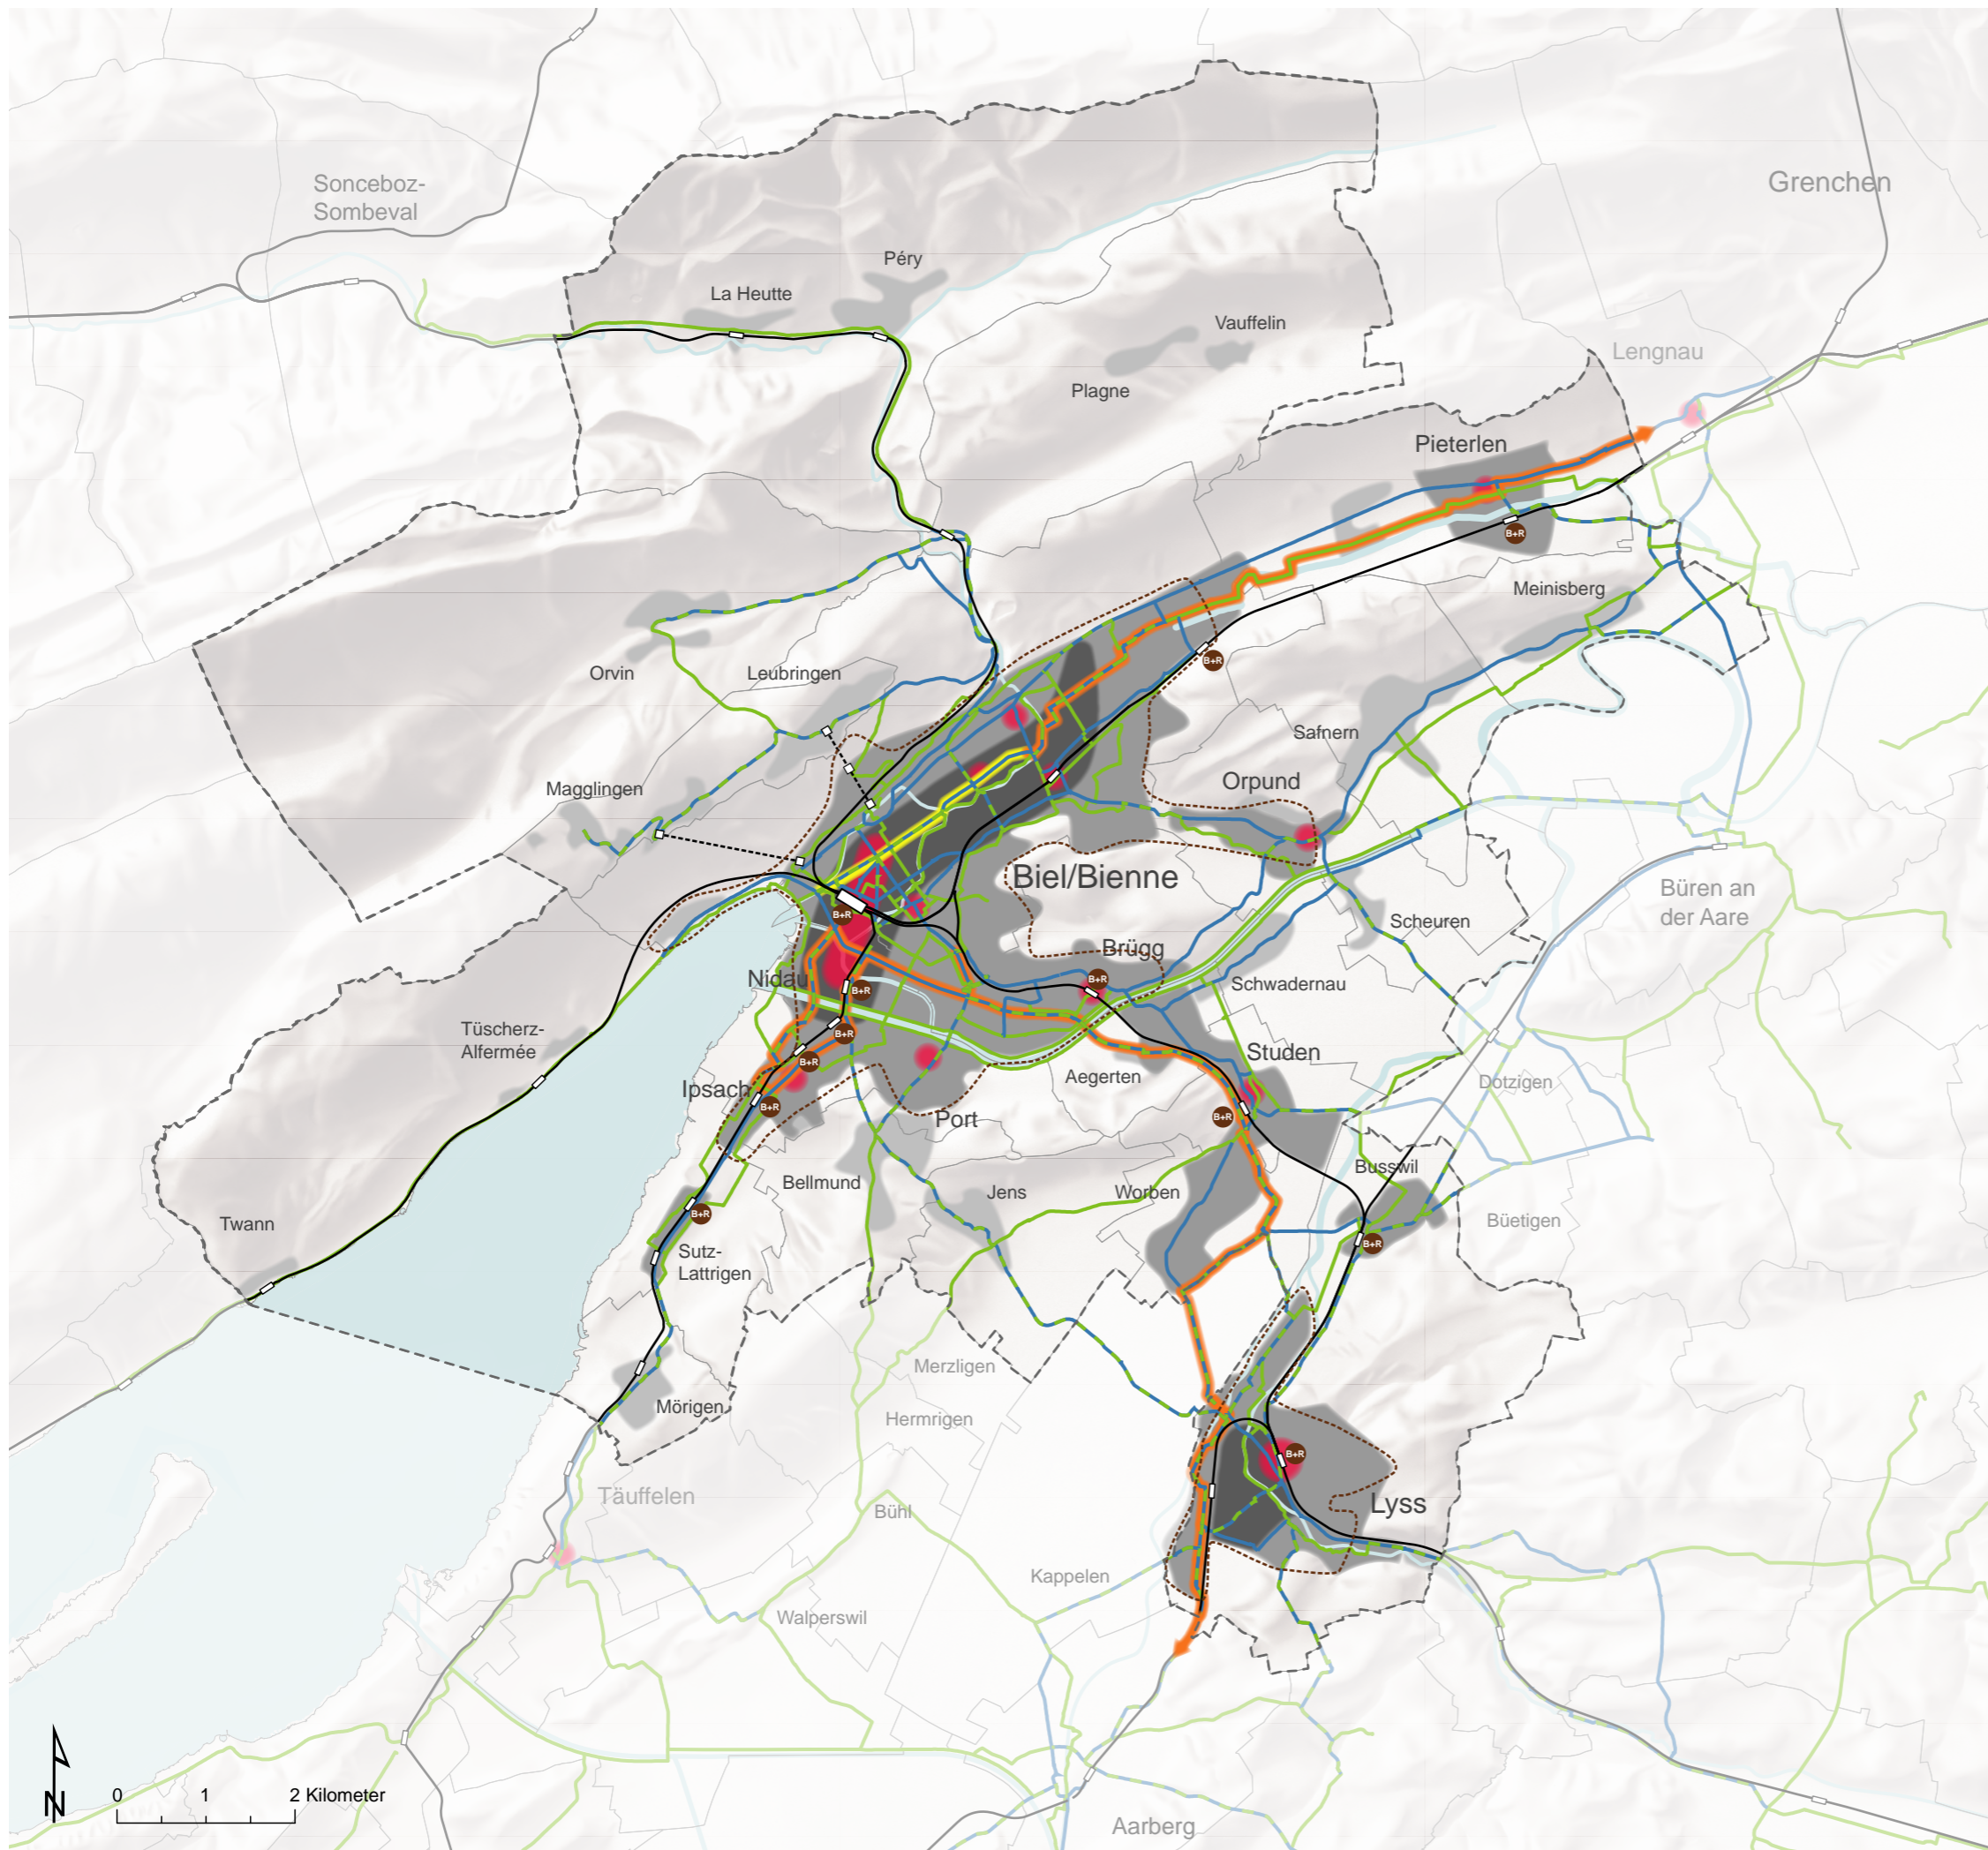 Sonceboz-
Sombeval
Grenchen
Péry
La Heutte
Vauffelin
Lengnau
Plagne
Pieterlen
B+R
Meinisberg
B+R
Orvin
Leubringen
Safnern
Orpund
Magglingen
Biel/Bienne
Büren an
der Aare
B+R
Scheuren
Brügg
B+R
Nidau
B+R
Schwadernau
Tüscherz-
Alfermée
B+R
Studen
B+R
Aegerten
Dotzigen
Ipsach
B+R
B+R
Port
Busswil
Bellmund
Jens
Worben
B+R
Twann
Büetigen
Sutz-
Lattrigen
B+R
Merzligen
Mörigen
Hermrigen
B+R
Täuffelen
Lyss
Bühl
Kappelen
Walperswil
N
0 1 2 Kilometer
Aarberg